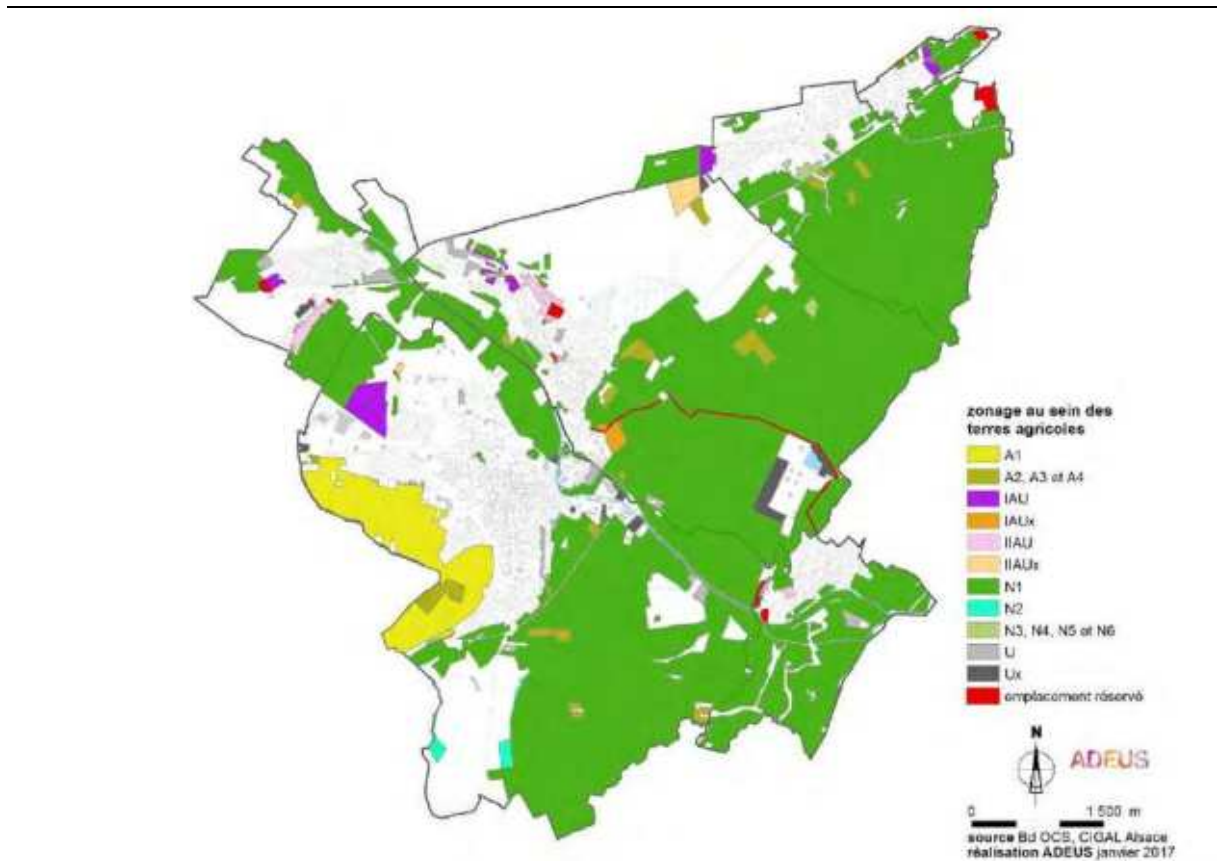 zonage au sein des
terres agricoles
A1
A2, A3 et A4
IAU
IAUx
IIAU
IIAUx
N1
N2
N3, N4, N5 et N6
U
Ux
emplacement réservé
N
ADEUS
0 1 500 m
source Bd OCS, CIGAL Alsace
réalisation ADEUS janvier 2017